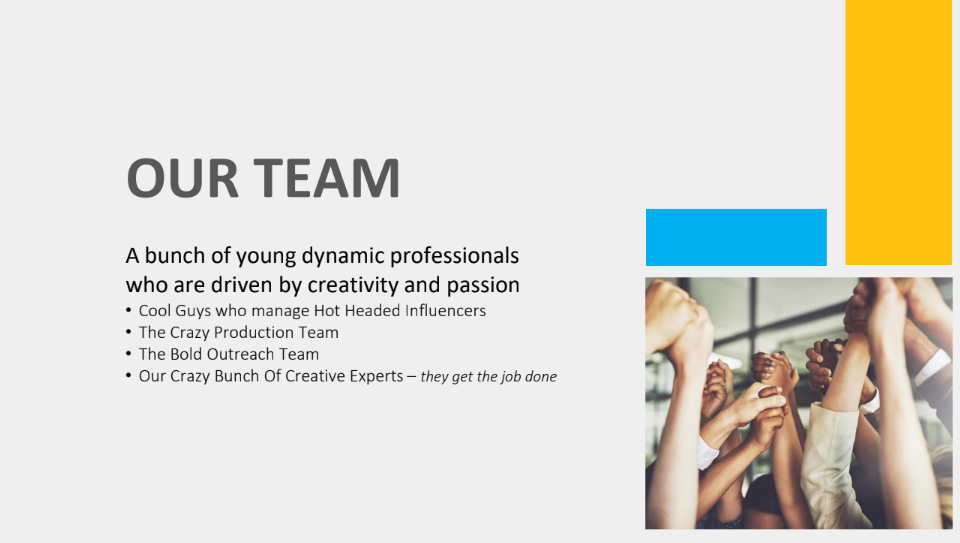 OUR TEAM
A bunch of young dynamic professionals
who are driven by creativity and passion
• Cool Guys who manage Hot Headed Influencers
• The Crazy Production Team
• The Bold Outreach Team
• Our Crazy Bunch Of Creative Experts – they get the job done